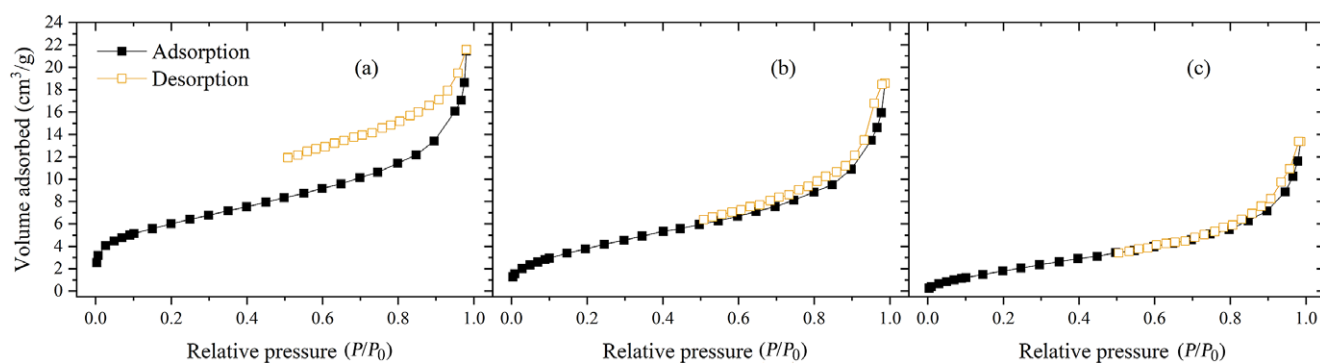 24
22
20
18
16
14
12
10
8
6
4
2
0
Volume adsorbed (cm³/g)
Adsorption
Desorption
(a)
(b)
(c)
0.0 0.2 0.4 0.6 0.8 1.0
0.0 0.2 0.4 0.6 0.8 1.0
0.0 0.2 0.4 0.6 0.8 1.0
Relative pressure (P/P₀)
Relative pressure (P/P₀)
Relative pressure (P/P₀)